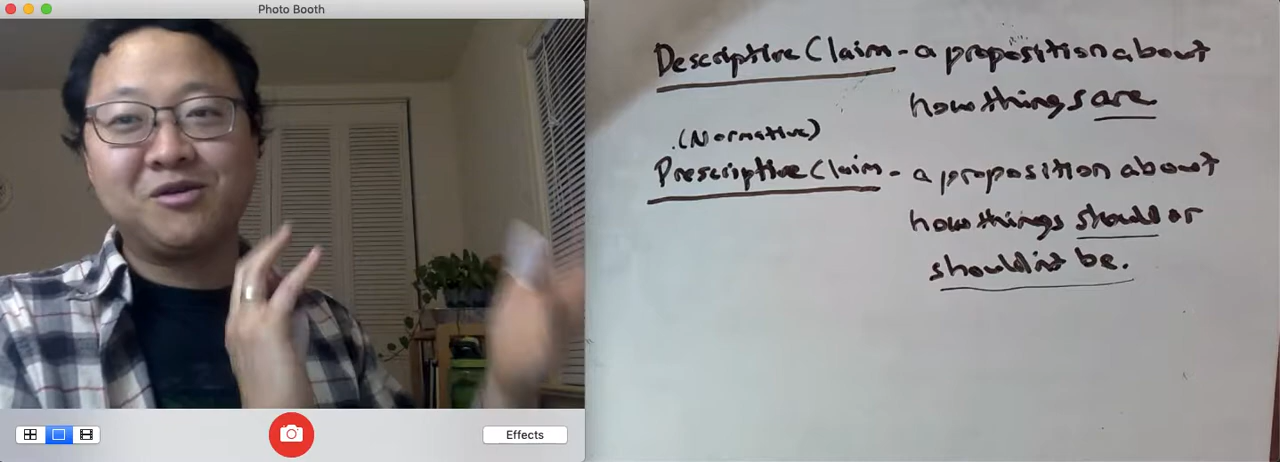 Photo Booth
Effects
Descriptive Claim - a proposition about
how things are
(Normative)
Prescriptive Claim - a proposition about
how things should or
shouldn't be.